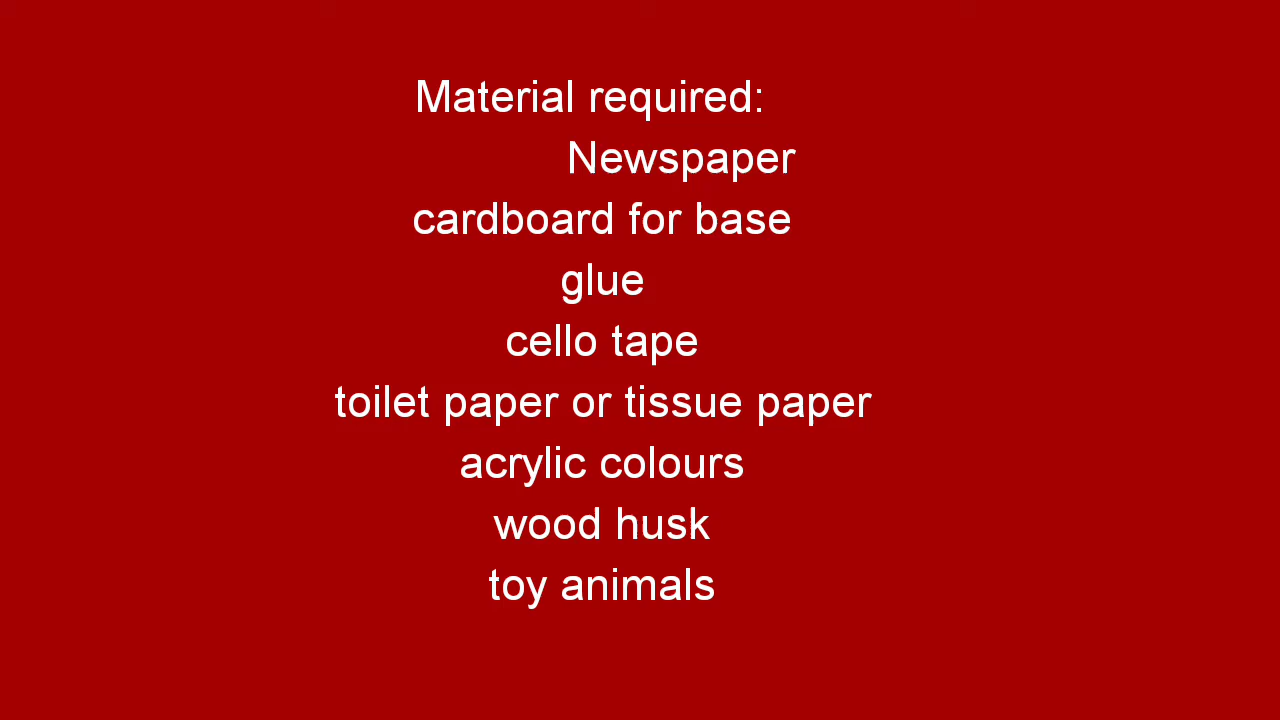 Material required:
Newspaper
cardboard for base
glue
cello tape
toilet paper or tissue paper
acrylic colours
wood husk
toy animals